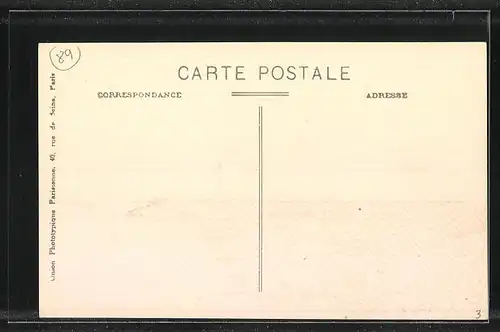 89
CARTE POSTALE
CORRESPONDANCE
ADRESSE
Union Phototypique Parisienne, 40, rue de Seine, Paris
3